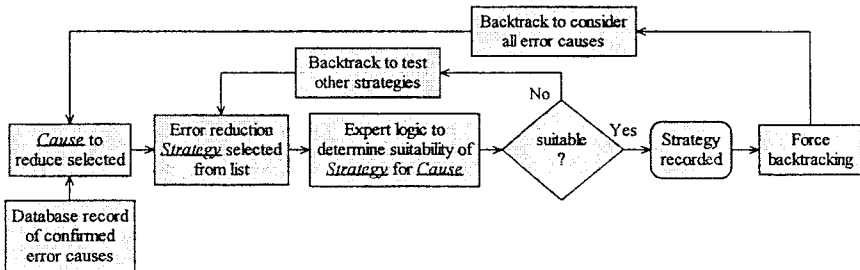 Backtrack to consider
all error causes
Backtrack to test
other strategies
No
Cause to
reduce selected
Error reduction
Strategy selected
from list
Expert logic to
determine suitability of
Strategy for Cause
suitable
?
Yes
Strategy
recorded
Force
backtracking
Database record
of confirmed
error causes